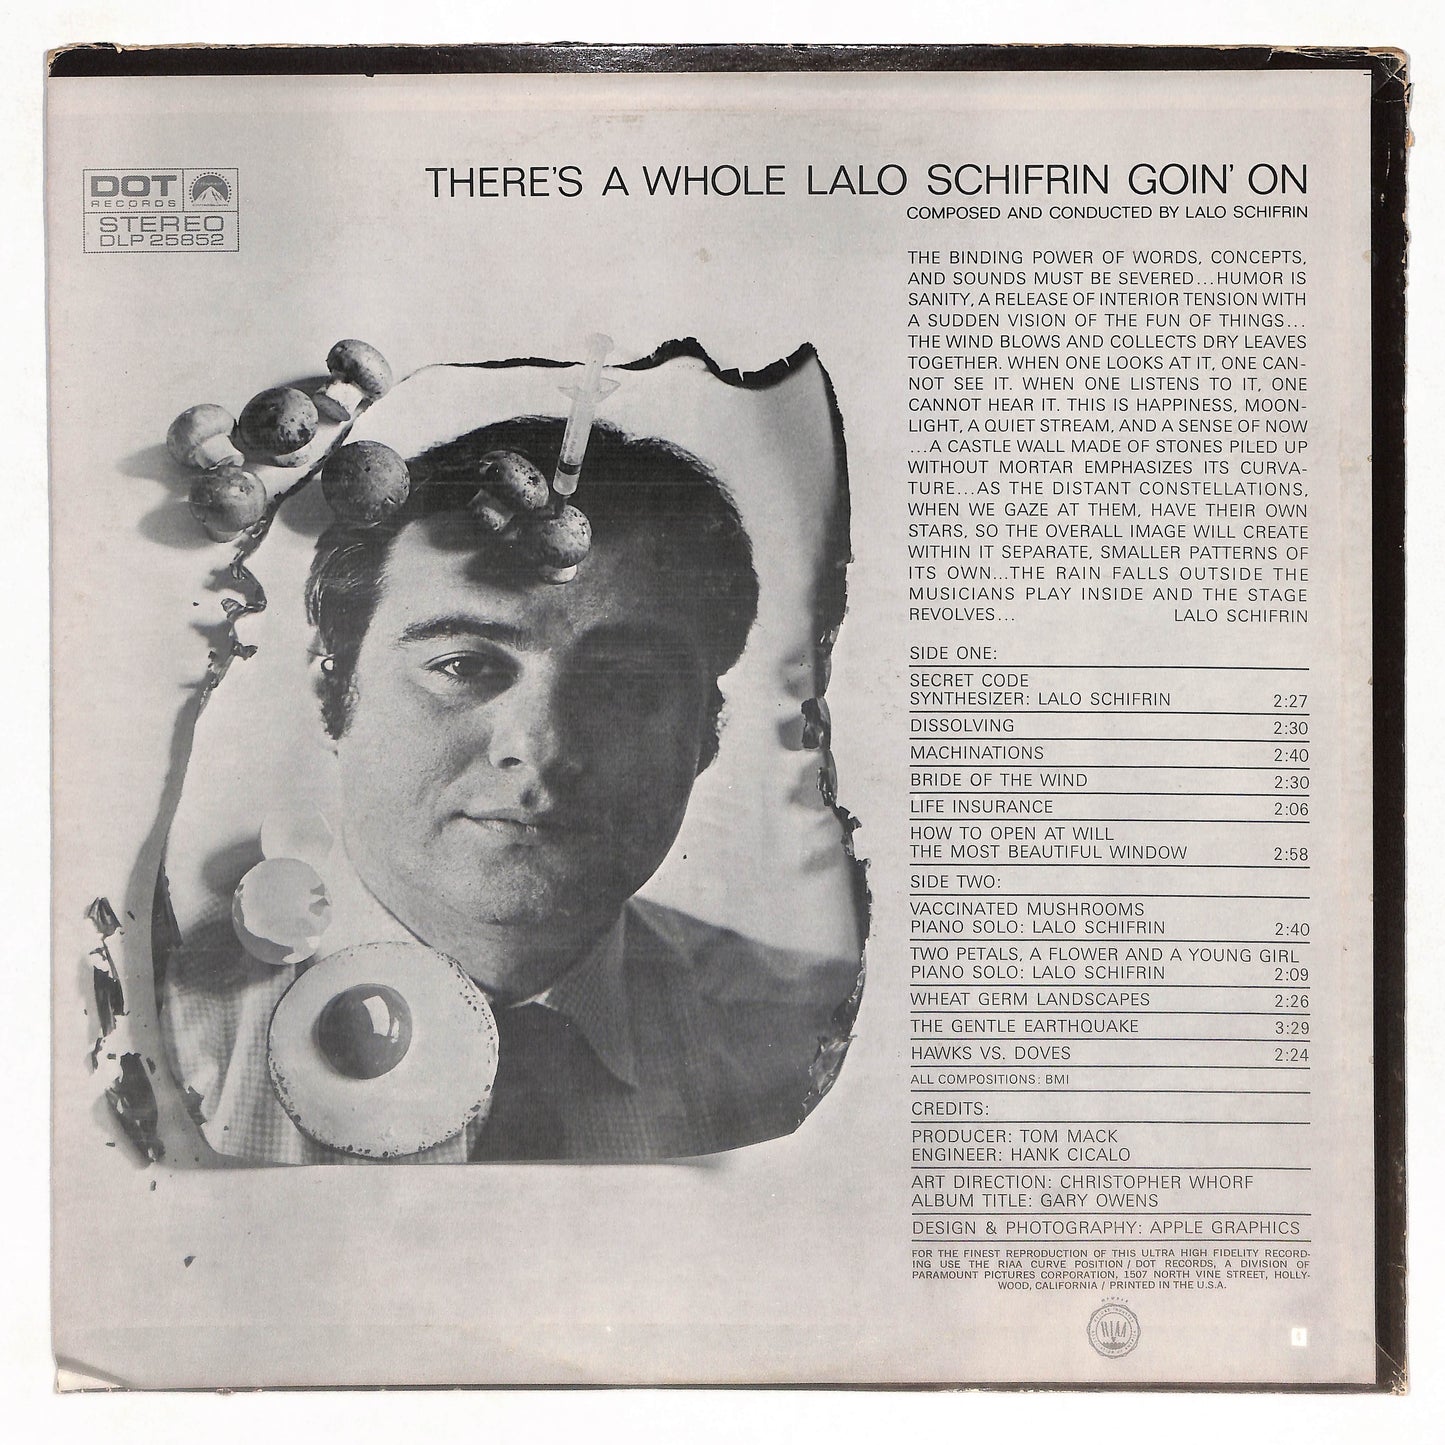 DOT
RECORDS
Paramount
STEREO
DLP 25852
THERE'S A WHOLE LALO SCHIFRIN GOIN' ON
COMPOSED AND CONDUCTED BY LALO SCHIFRIN
THE BINDING POWER OF WORDS, CONCEPTS,
AND SOUNDS MUST BE SEVERED...HUMOR IS
SANITY, A RELEASE OF INTERIOR TENSION WITH
A SUDDEN VISION OF THE FUN OF THINGS...
THE WIND BLOWS AND COLLECTS DRY LEAVES
TOGETHER. WHEN ONE LOOKS AT IT, ONE CAN-
NOT SEE IT. WHEN ONE LISTENS TO IT, ONE
CANNOT HEAR IT. THIS IS HAPPINESS, MOON-
LIGHT, A QUIET STREAM, AND A SENSE OF NOW
...A CASTLE WALL MADE OF STONES PILED UP
WITHOUT MORTAR EMPHASIZES ITS CURVA-
TURE...AS THE DISTANT CONSTELLATIONS,
WHEN WE GAZE AT THEM, HAVE THEIR OWN
STARS, SO THE OVERALL IMAGE WILL CREATE
WITHIN IT SEPARATE, SMALLER PATTERNS OF
ITS OWN...THE RAIN FALLS OUTSIDE THE
MUSICIANS PLAY INSIDE AND THE STAGE
REVOLVES... LALO SCHIFRIN
SIDE ONE:
SECRET CODE
SYNTHESIZER: LALO SCHIFRIN 2:27
DISSOLVING 2:30
MACHINATIONS 2:40
BRIDE OF THE WIND 2:30
LIFE INSURANCE 2:06
HOW TO OPEN AT WILL
THE MOST BEAUTIFUL WINDOW 2:58
SIDE TWO:
VACCINATED MUSHROOMS
PIANO SOLO: LALO SCHIFRIN 2:40
TWO PETALS, A FLOWER AND A YOUNG GIRL
PIANO SOLO: LALO SCHIFRIN 2:09
WHEAT GERM LANDSCAPES 2:26
THE GENTLE EARTHQUAKE 3:29
HAWKS VS. DOVES 2:24
ALL COMPOSITIONS: BMI
CREDITS:
PRODUCER: TOM MACK
ENGINEER: HANK CICALO
ART DIRECTION: CHRISTOPHER WHORF
ALBUM TITLE: GARY OWENS
DESIGN & PHOTOGRAPHY: APPLE GRAPHICS
FOR THE FINEST REPRODUCTION OF THIS ULTRA HIGH FIDELITY RECORD-
ING USE THE RIAA CURVE POSITION / DOT RECORDS, A DIVISION OF
PARAMOUNT PICTURES CORPORATION, 1507 NORTH VINE STREET, HOLLY-
WOOD, CALIFORNIA / PRINTED IN THE U.S.A.
MEMBER
RIAA
1